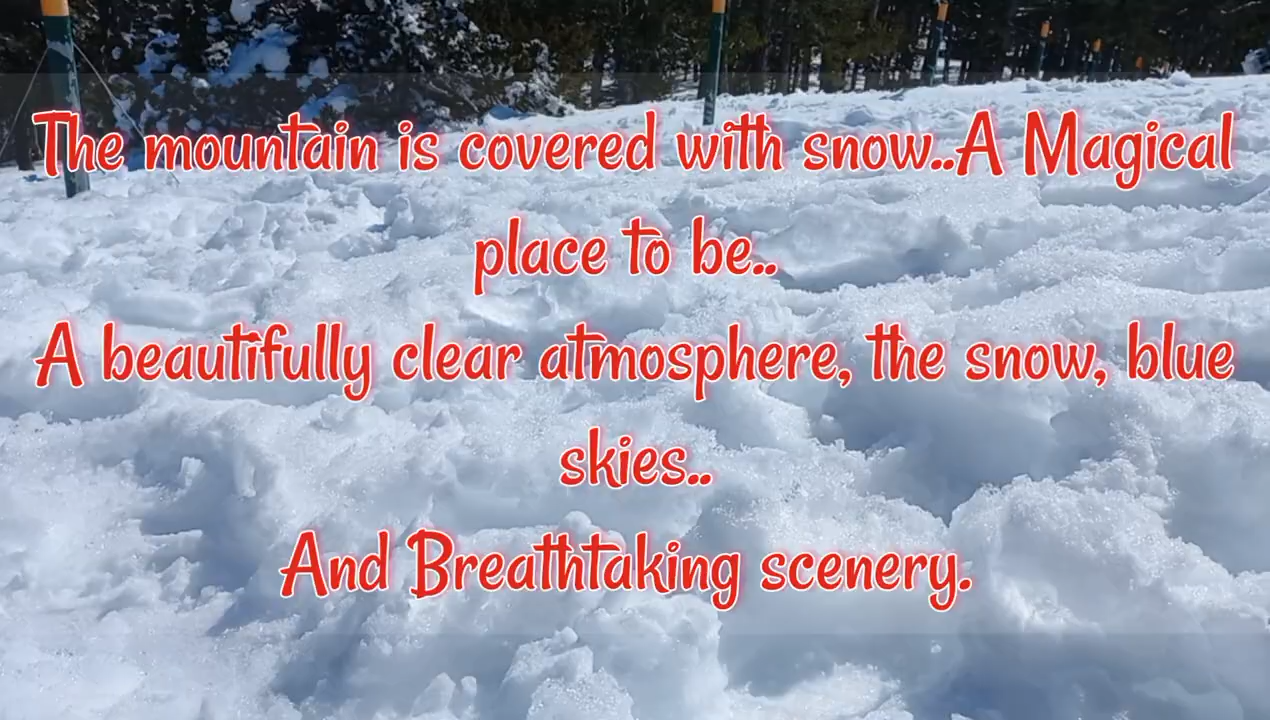 The mountain is covered with snow..A Magical
place to be..
A beautifully clear atmosphere, the snow, blue
skies..
And Breathtaking scenery.